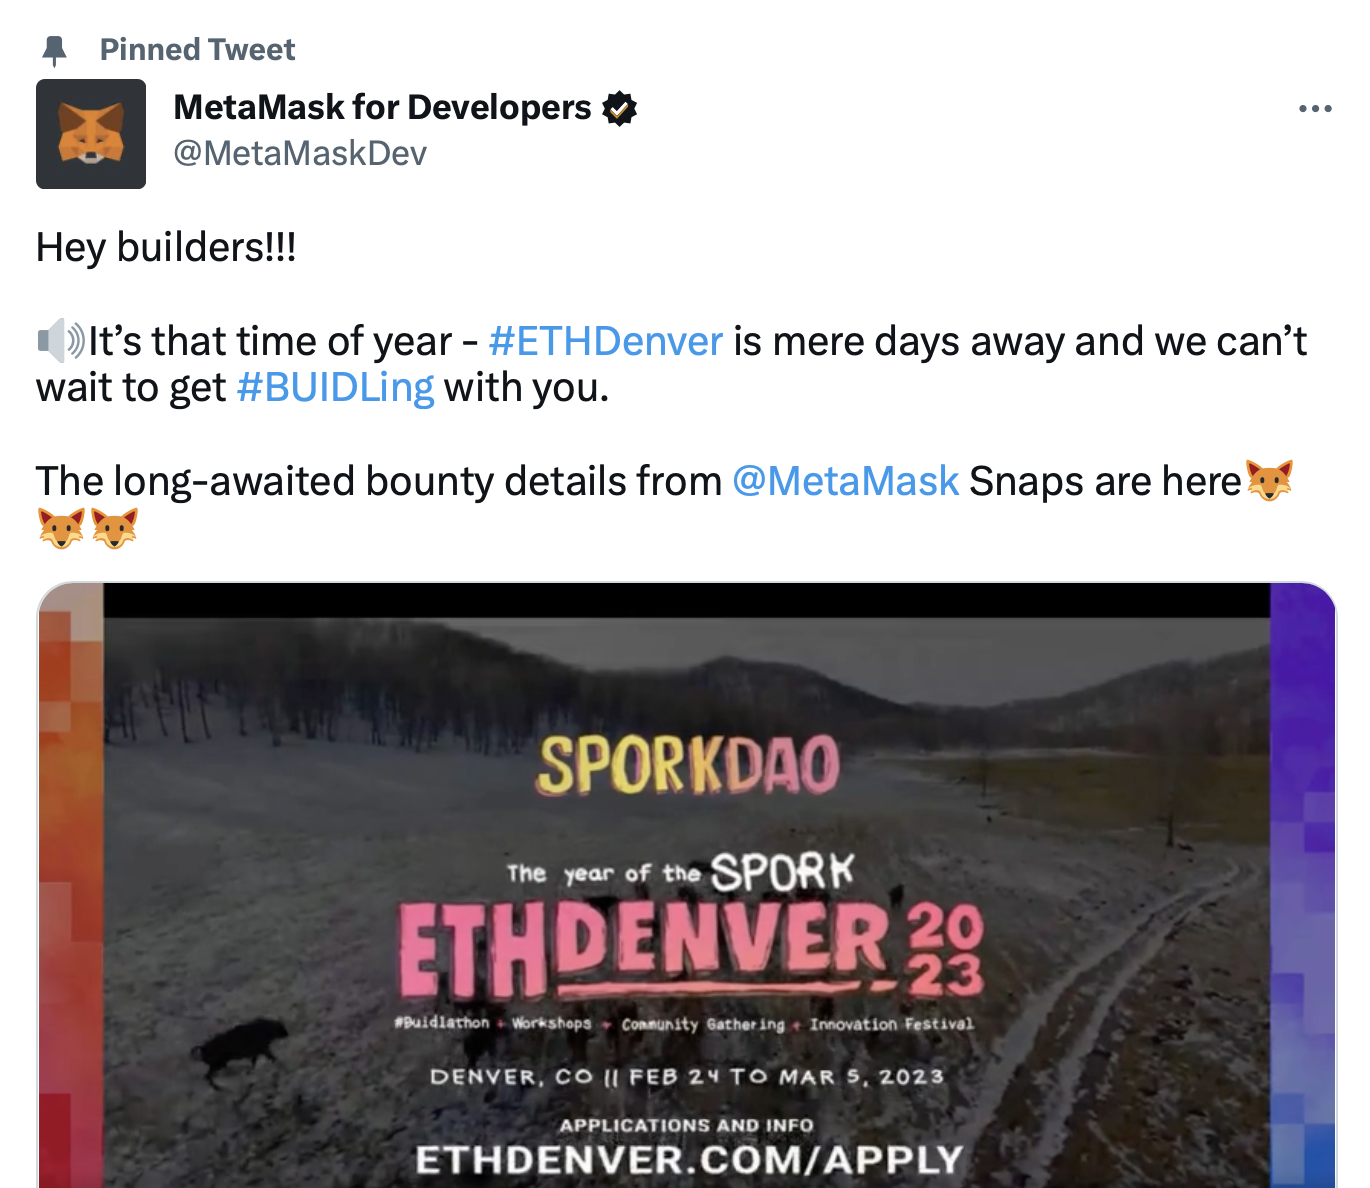 Pinned Tweet
MetaMask for Developers
@MetaMaskDev
Hey builders!!!
🔊It’s that time of year - #ETHDenver is mere days away and we can’t
wait to get #BUIDLing with you.
The long-awaited bounty details from @MetaMask Snaps are here🦊
🦊🦊
SPORKDAO
The year of the SPORK
ETHDENVER 2023
#Buidlathon + Workshops + Community Gathering + Innovation Festival
DENVER, CO || FEB 24 TO MAR 5, 2023
APPLICATIONS AND INFO
ETHDENVER.COM/APPLY